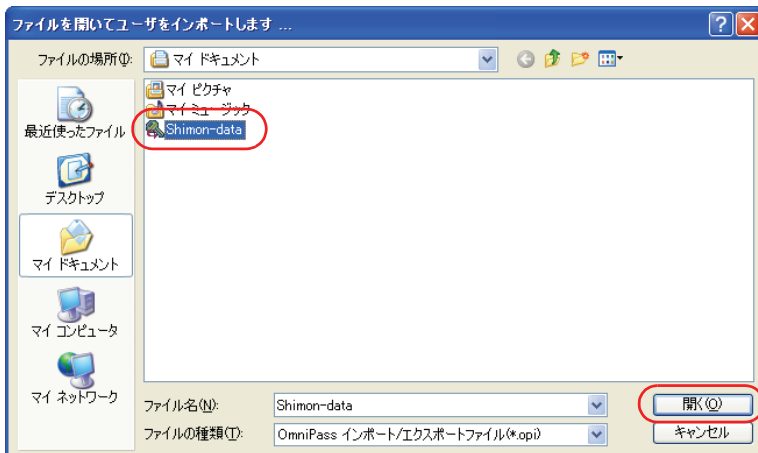 ファイルを開いてユーザをインポートします ...
ファイルの場所(I):
マイ ドキュメント
マイ ピクチャ
マイ ミュージック
Shimon-data
最近使ったファイル
デスクトップ
マイ ドキュメント
マイ コンピュータ
マイ ネットワーク
ファイル名(N):
Shimon-data
開く(O)
ファイルの種類(T):
OmniPass インポート/エクスポートファイル(*.opi)
キャンセル